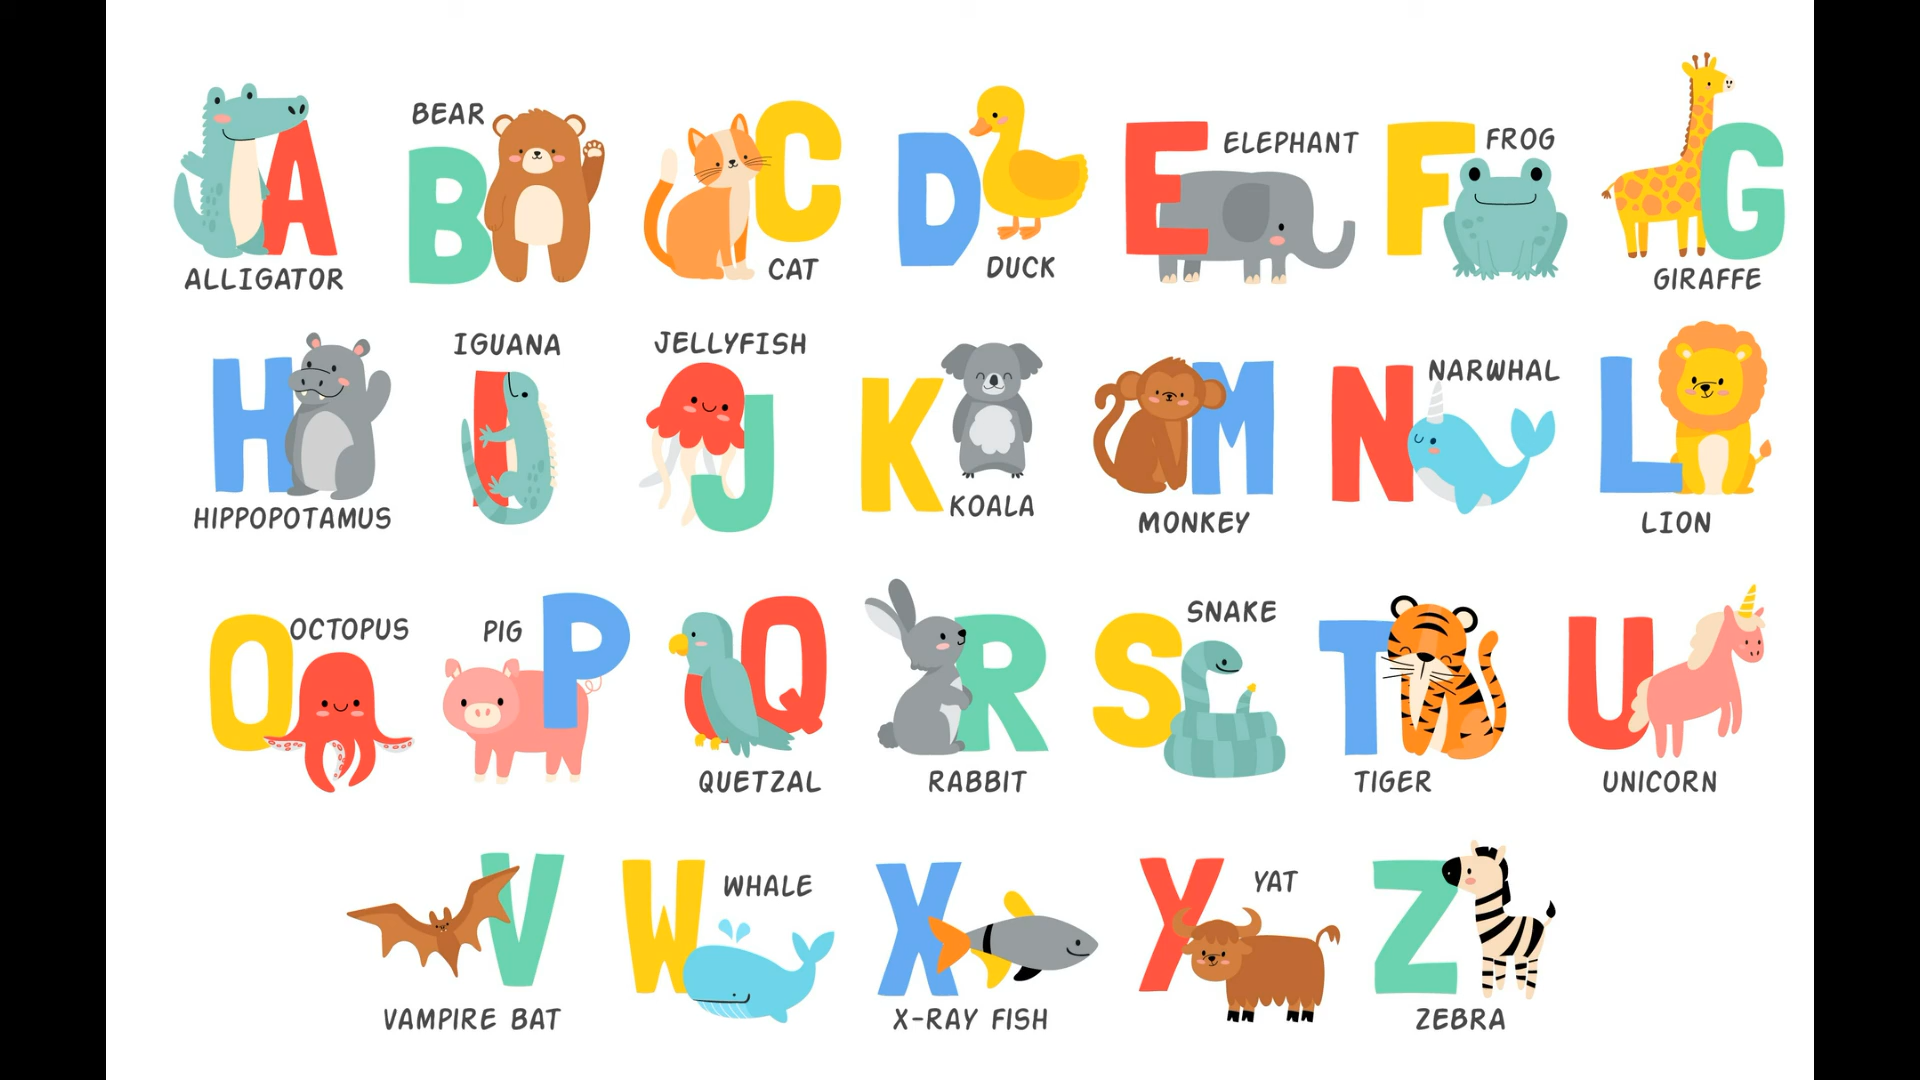 A
ALLIGATOR
BEAR
B
C
CAT
D
DUCK
E
ELEPHANT
F
FROG
G
GIRAFFE
H
HIPPOPOTAMUS
IGUANA
I
JELLYFISH
J
K
KOALA
M
MONKEY
N
NARWHAL
L
LION
O
OCTOPUS
PIG
P
Q
QUETZAL
R
RABBIT
S
SNAKE
T
TIGER
U
UNICORN
V
VAMPIRE BAT
W
WHALE
X
X-RAY FISH
Y
YAT
Z
ZEBRA